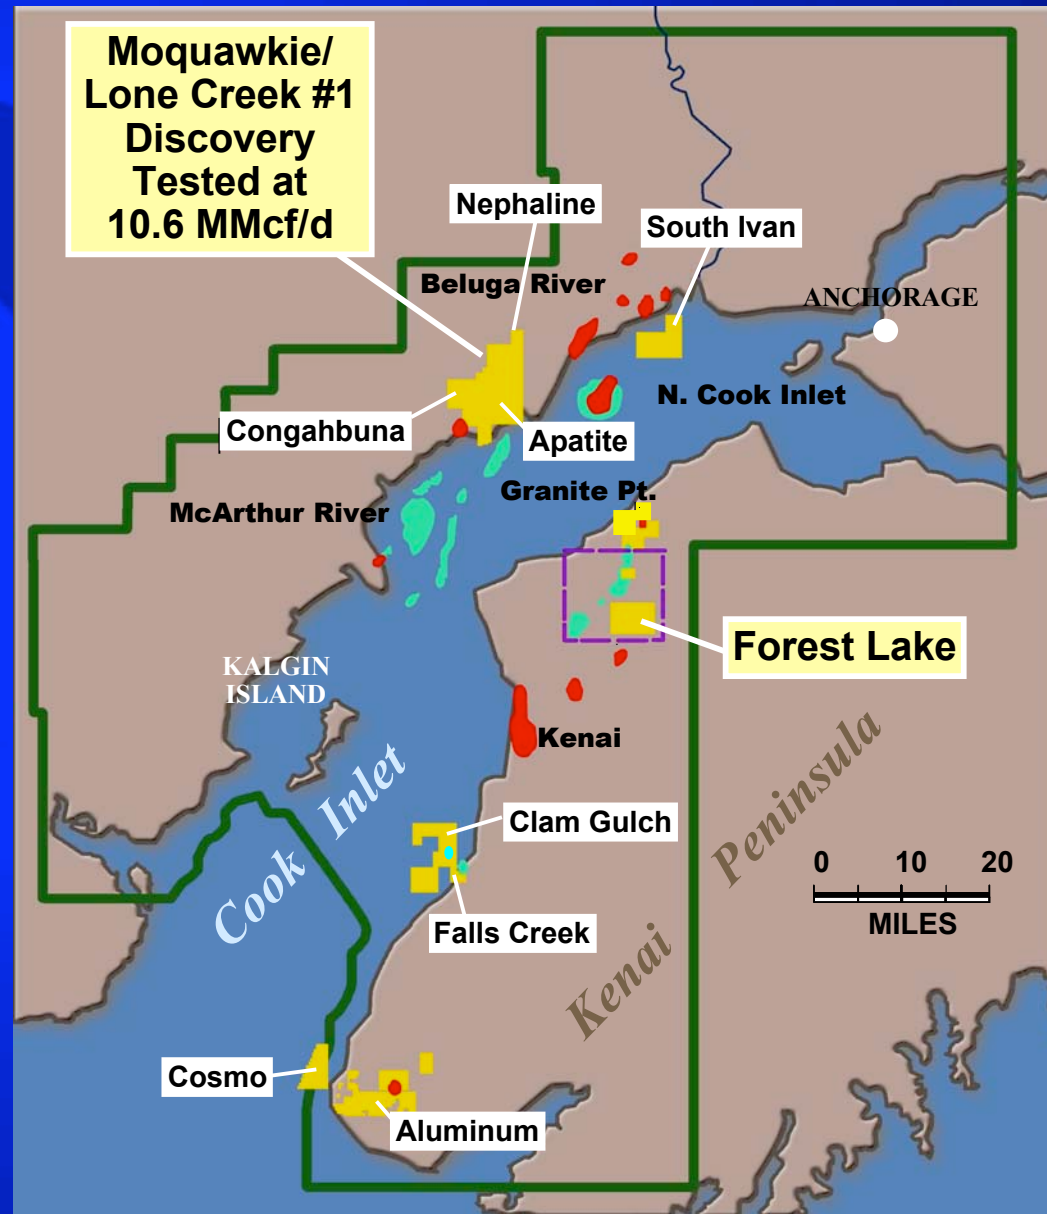 Moquawkie/
Lone Creek #1
Discovery
Tested at
10.6 MMcf/d
Nephaline
South Ivan
Beluga River
ANCHORAGE
N. Cook Inlet
Congahbuna
Apatite
Granite Pt.
McArthur River
Forest Lake
KALGIN
ISLAND
Kenai
Cook Inlet
Kenai Peninsula
Clam Gulch
0 10 20
MILES
Falls Creek
Cosmo
Aluminum